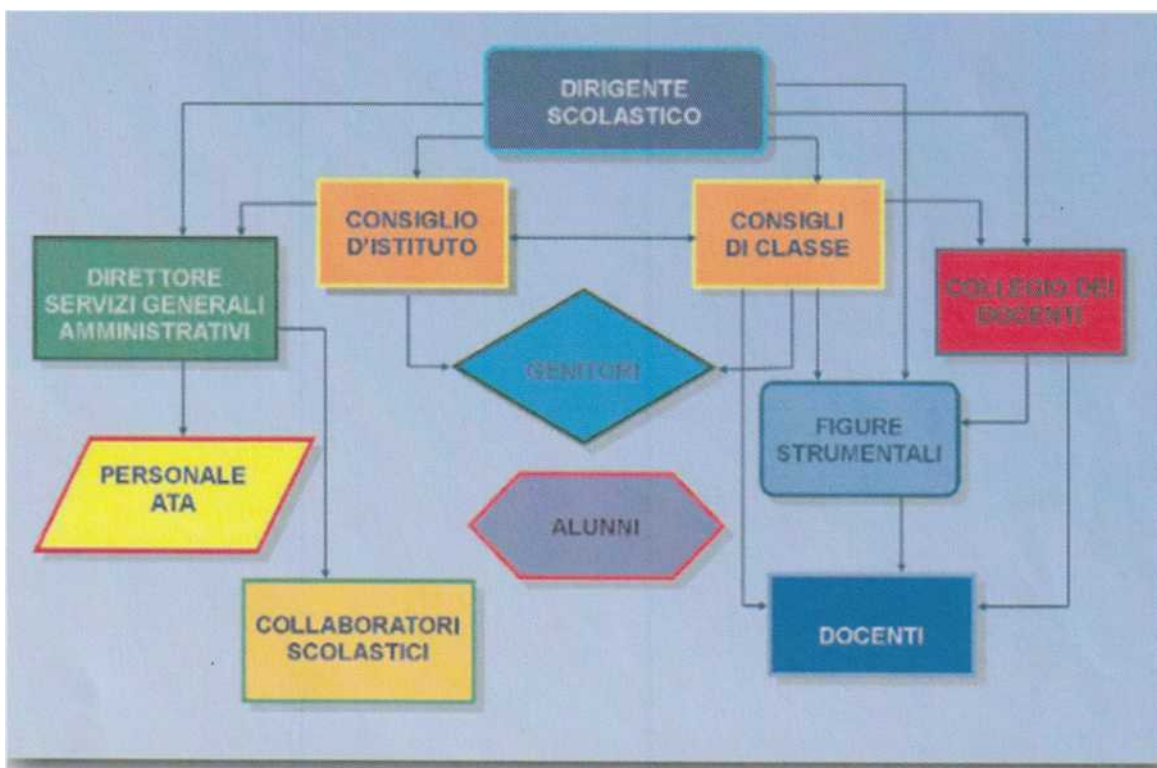 DIRIGENTE
SCOLASTICO
CONSIGLIO
D'ISTITUTO
CONSIGLI
DI CLASSE
DIRETTORE
SERVIZI GENERALI
AMMINISTRATIVI
COLLEGIO DEI
DOCENTI
GENITORI
FIGURE
STRUMENTALI
PERSONALE
ATA
ALUNNI
COLLABORATORI
SCOLASTICI
DOCENTI